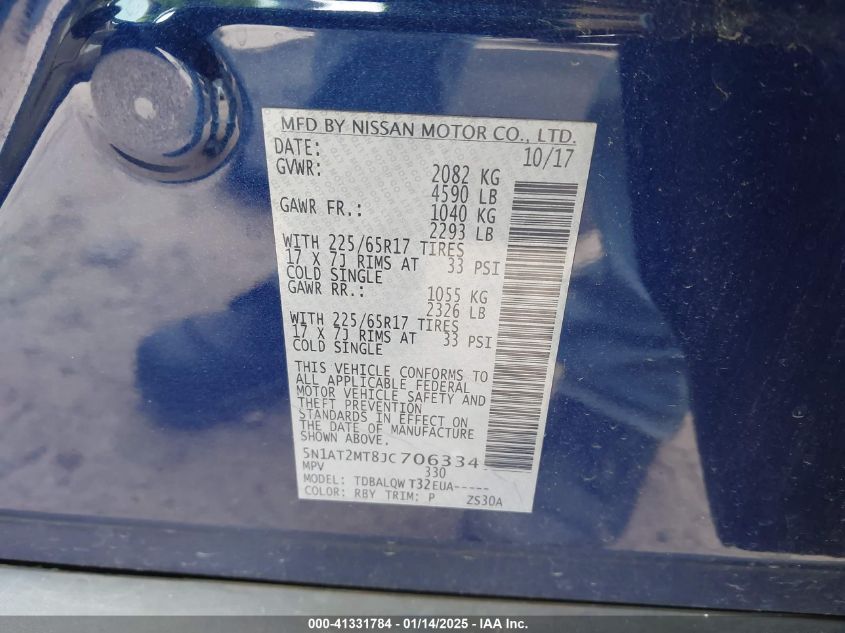 MFD BY NISSAN MOTOR CO., LTD.
DATE: 10/17
GVWR: 2082 KG
4590 LB
GAWR FR.: 1040 KG
2293 LB
WITH 225/65R17 TIRES
17 X 7J RIMS AT 33 PSI
COLD SINGLE
GAWR RR.: 1055 KG
2326 LB
WITH 225/65R17 TIRES
17 X 7J RIMS AT 33 PSI
COLD SINGLE
THIS VEHICLE CONFORMS TO
ALL APPLICABLE FEDERAL
MOTOR VEHICLE SAFETY AND
THEFT PREVENTION
STANDARDS IN EFFECT ON
THE DATE OF MANUFACTURE
SHOWN ABOVE.
5N1AT2MT8JC706334
MPV 330
MODEL: TDBALQW T32EUA-----
COLOR: RBY TRIM: P ZS30A
000-41331784 - 01/14/2025 - IAA Inc.